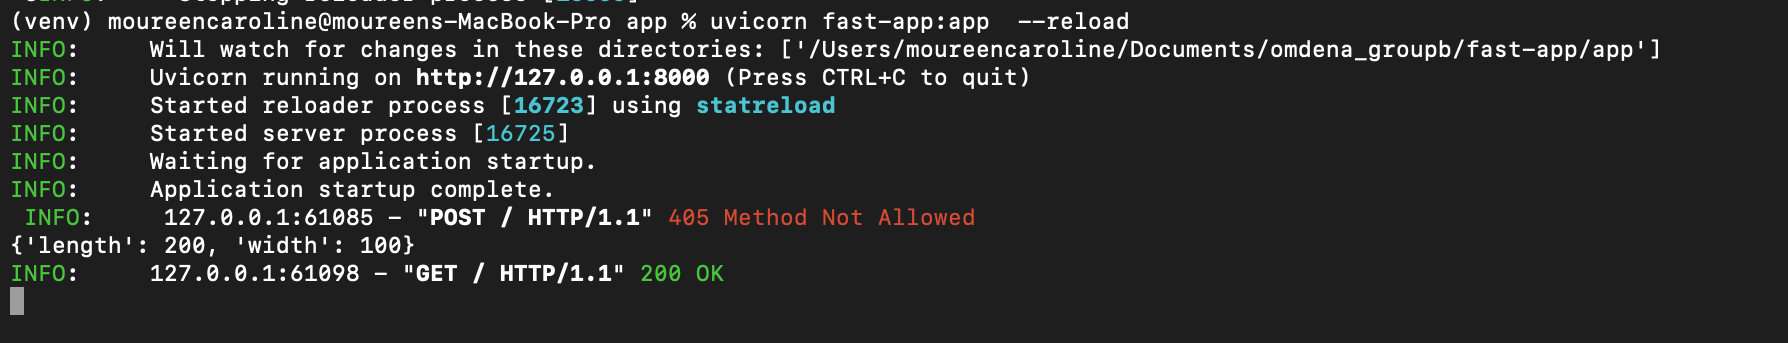 (venv) moureencaroline@moureens-MacBook-Pro app % uvicorn fast-app:app  --reload
INFO:     Will watch for changes in these directories: ['/Users/moureencaroline/Documents/omdena_groupb/fast-app/app']
INFO:     Uvicorn running on http://127.0.0.1:8000 (Press CTRL+C to quit)
INFO:     Started reloader process [16723] using statreload
INFO:     Started server process [16725]
INFO:     Waiting for application startup.
INFO:     Application startup complete.
 INFO:     127.0.0.1:61085 - "POST / HTTP/1.1" 405 Method Not Allowed
{'length': 200, 'width': 100}
INFO:     127.0.0.1:61098 - "GET / HTTP/1.1" 200 OK